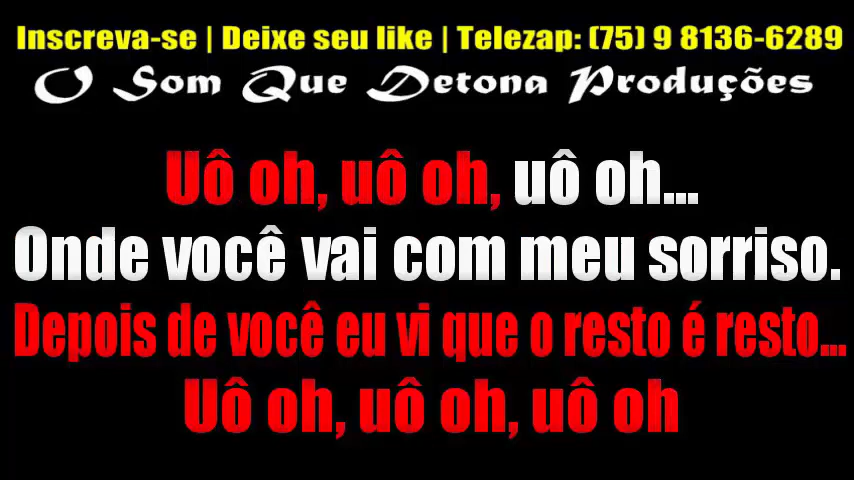 Inscreva-se | Deixe seu like | Telezap: (75) 9 8136-6289
O Som Que Detona Produções
Uô oh, uô oh, uô oh...
Onde você vai com meu sorriso.
Depois de você eu vi que o resto é resto...
Uô oh, uô oh, uô oh